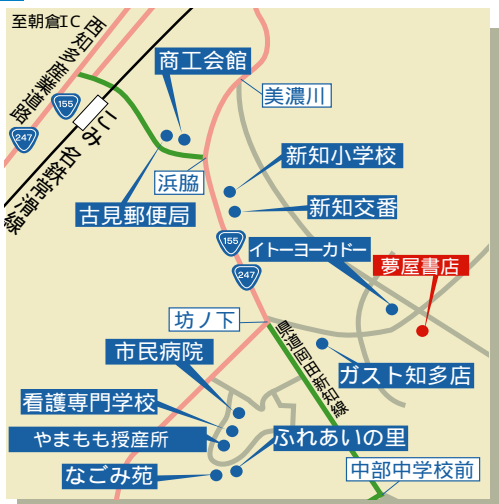 至朝倉IC
西知多産業道路
155
247
こみ 名鉄常滑線
商工会館
美濃川
浜脇
新知小学校
古見郵便局
新知交番
155
247
イトーヨーカドー
夢屋書店
坊ノ下
県道岡田新知線
市民病院
ガスト知多店
看護専門学校
やまもも授産所
ふれあいの里
なごみ苑
中部中学校前